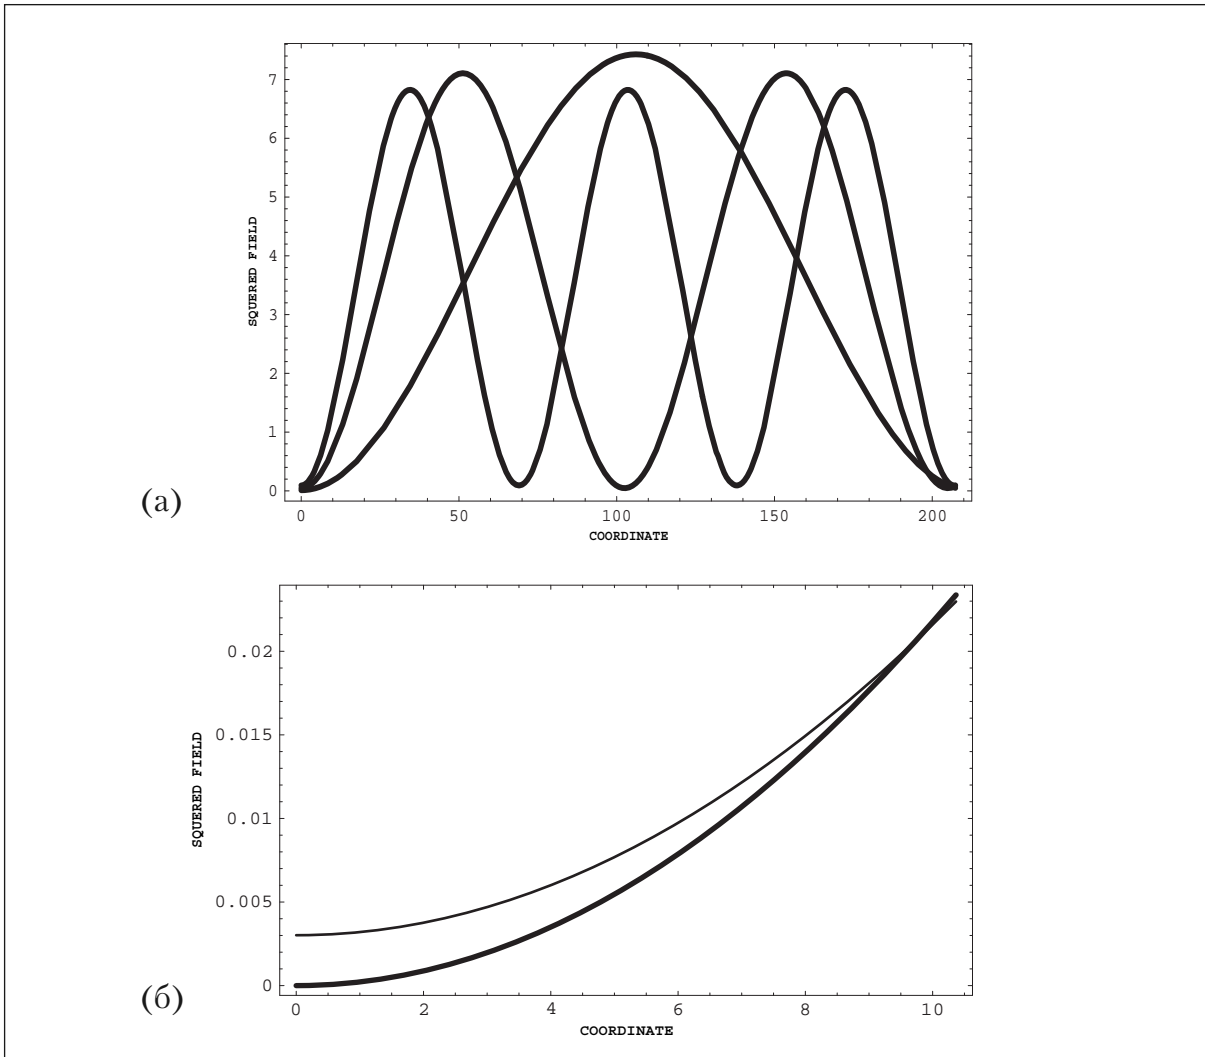 7
6
5
4
3
2
1
0
SQUERED FIELD
(а)
0 50 100 150 200
COORDINATE
0.02
0.015
0.01
0.005
0
SQUERED FIELD
(б)
0 2 4 6 8 10
COORDINATE